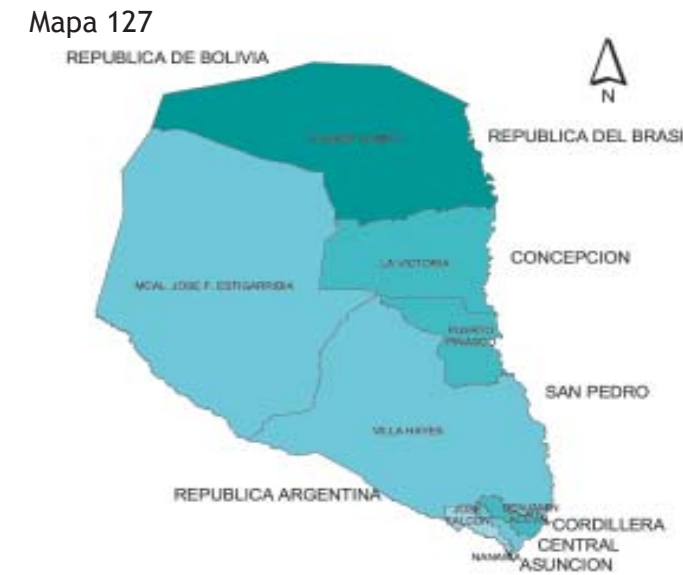 Mapa 127
REPUBLICA DE BOLIVIA
N
REPUBLICA DEL BRASI
CONCEPCION
LA VICTORIA
MCAL. JOSE F. ESTIGARRIBIA
PUERTO
PINASCO
SAN PEDRO
VILLA HAYES
REPUBLICA ARGENTINA
JOSE
FALCON
BENJAMIN
ACEVAL
CORDILLERA
CENTRAL
NANAWA
ASUNCION